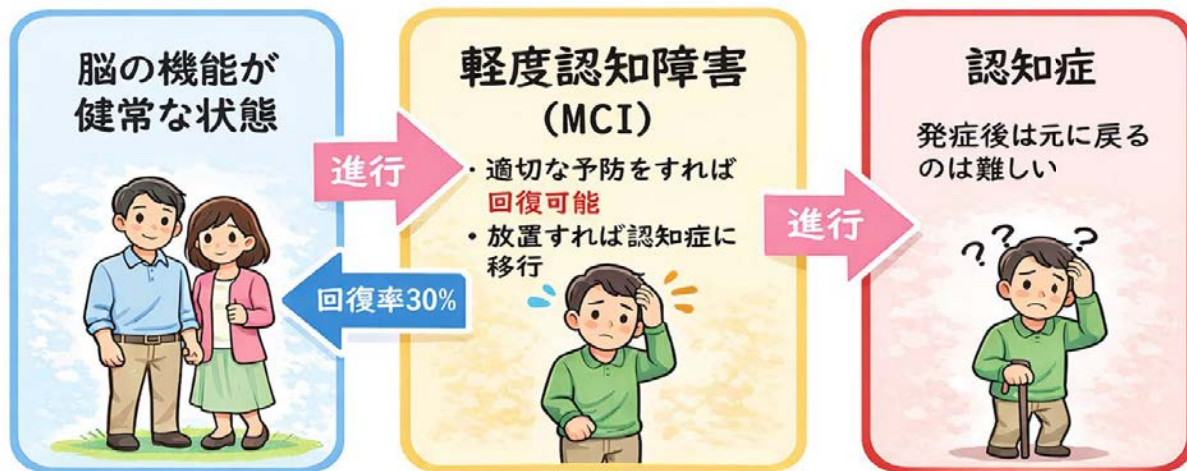 脳の機能が
健常な状態
進行
回復率30%
軽度認知障害
(MCI)
・適切な予防をすれば
回復可能
・放置すれば認知症に
移行
進行
認知症
発症後は元に戻る
のは難しい
? ? ?